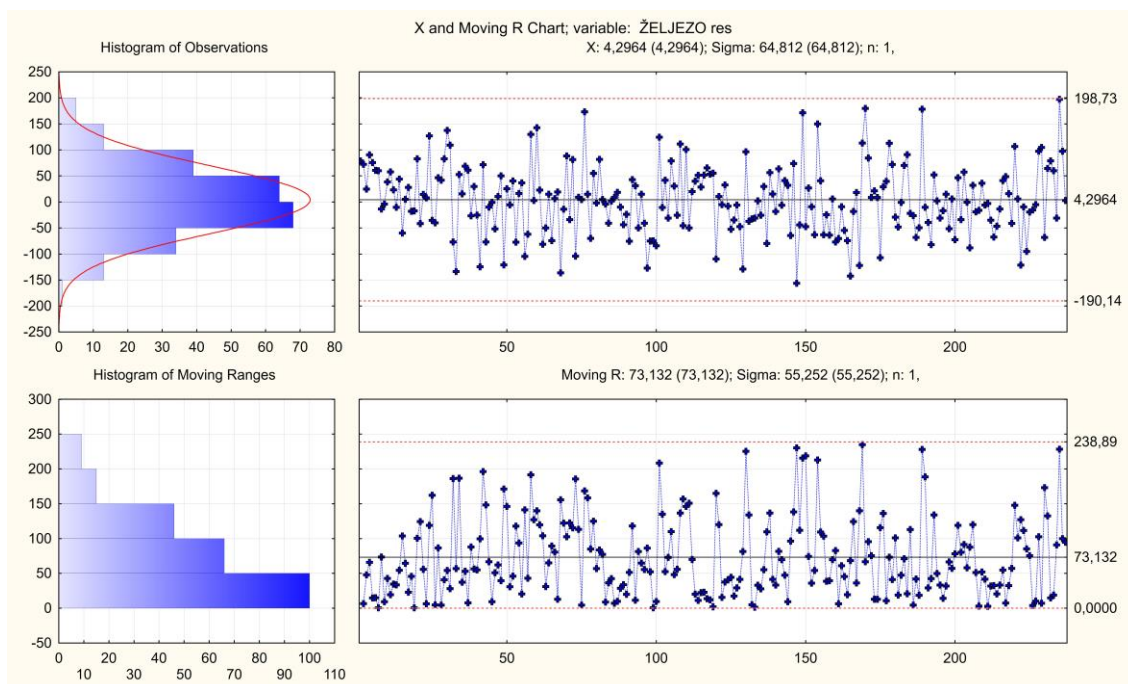 X and Moving R Chart; variable: ŽELJEZO res
Histogram of Observations
X: 4,2964 (4,2964); Sigma: 64,812 (64,812); n: 1,
250
200
150
100
50
0
-50
-100
-150
-200
-250
0 10 20 30 40 50 60 70 80
198,73
4,2964
-190,14
50 100 150 200
Histogram of Moving Ranges
Moving R: 73,132 (73,132); Sigma: 55,252 (55,252); n: 1,
300
250
200
150
100
50
0
-50
0 20 40 60 80 100
10 30 50 70 90 110
238,89
73,132
0,0000
50 100 150 200